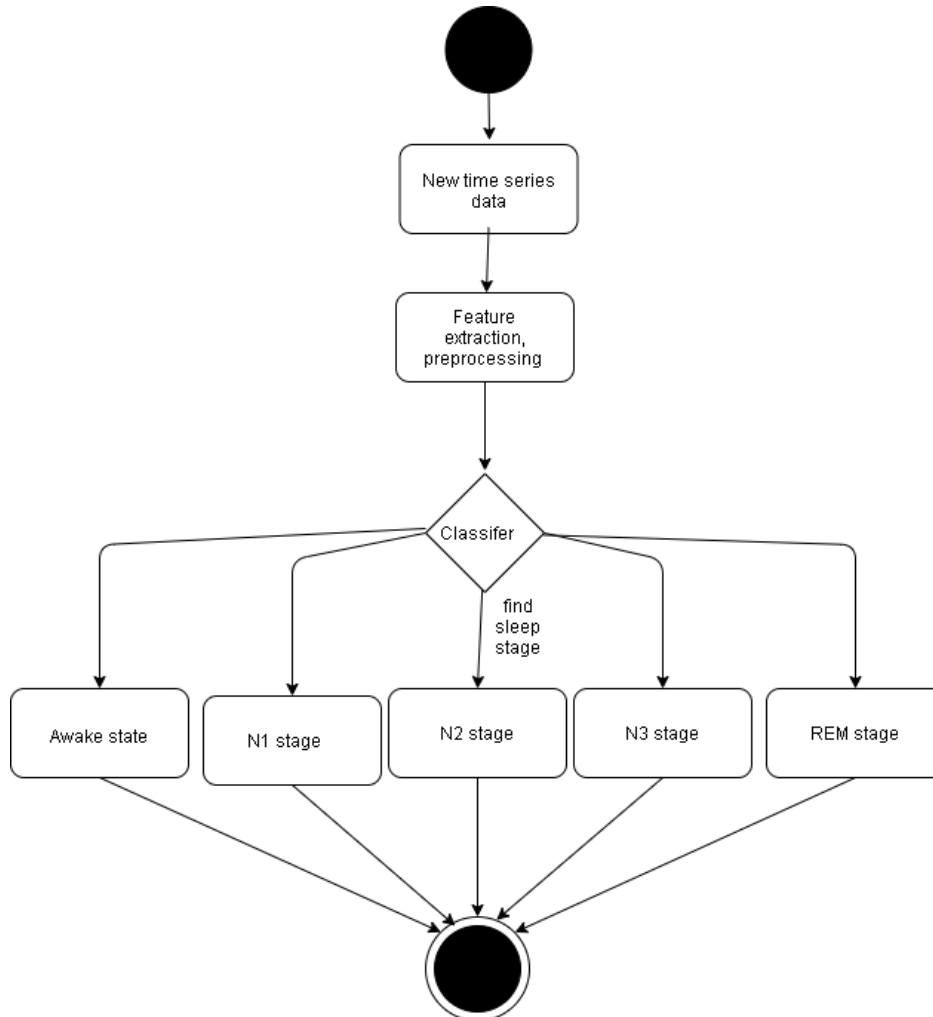 New time series
data
Feature
extraction,
preprocessing
Classifer
find
sleep
stage
Awake state
N1 stage
N2 stage
N3 stage
REM stage